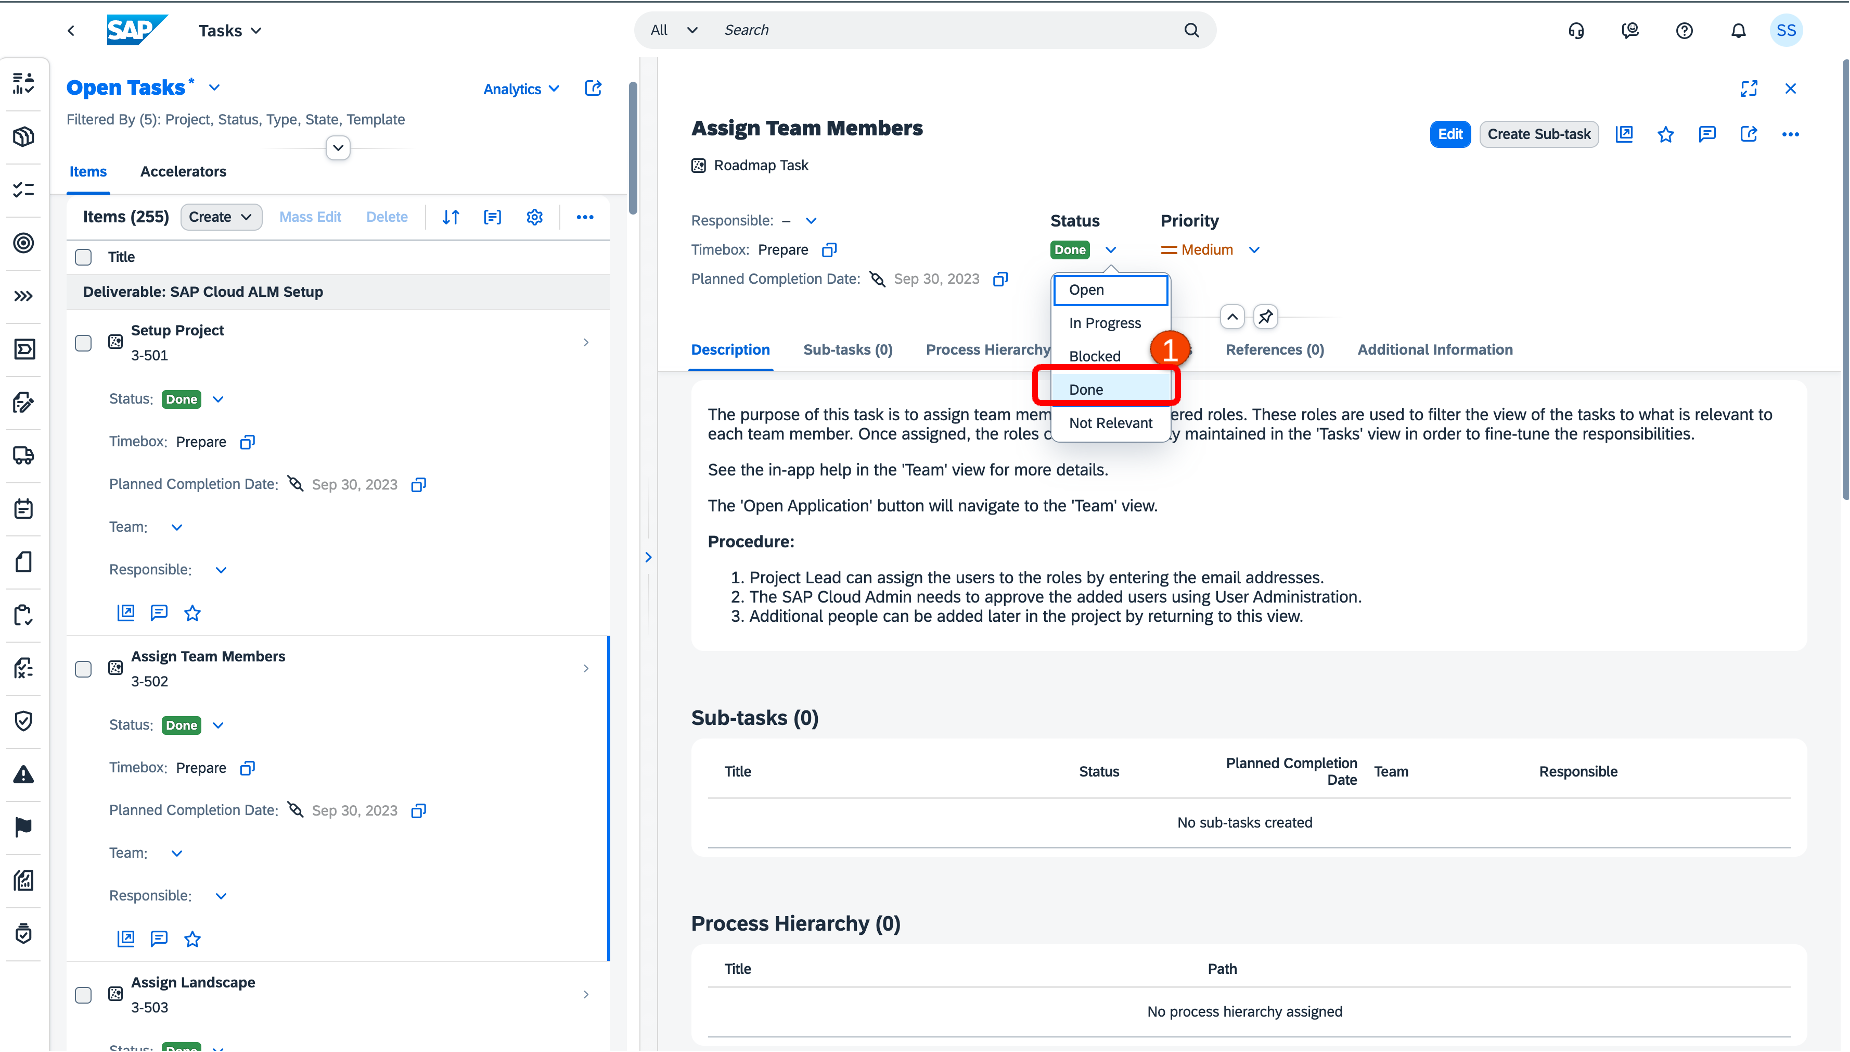 SAP
Tasks
All
Search
SS
Open Tasks*
Analytics
Filtered By (5): Project, Status, Type, State, Template
Items
Accelerators
Items (255)
Create
Mass Edit
Delete
Title
Deliverable: SAP Cloud ALM Setup
Setup Project
3-501
Status: Done
Timebox: Prepare
Planned Completion Date: Sep 30, 2023
Team:
Responsible:
Assign Team Members
3-502
Status: Done
Timebox: Prepare
Planned Completion Date: Sep 30, 2023
Team:
Responsible:
Assign Landscape
3-503
Status: Done
Assign Team Members
Edit
Create Sub-task
Roadmap Task
Responsible: –
Timebox: Prepare
Planned Completion Date: Sep 30, 2023
Status
Done
Priority
Medium
Open
In Progress
Blocked
Done
Not Relevant
1
Description
Sub-tasks (0)
Process Hierarchy
References (0)
Additional Information
The purpose of this task is to assign team mem ered roles. These roles are used to filter the view of the tasks to what is relevant to
each team member. Once assigned, the roles c y maintained in the 'Tasks' view in order to fine-tune the responsibilities.
See the in-app help in the 'Team' view for more details.
The 'Open Application' button will navigate to the 'Team' view.
Procedure:
1. Project Lead can assign the users to the roles by entering the email addresses.
2. The SAP Cloud Admin needs to approve the added users using User Administration.
3. Additional people can be added later in the project by returning to this view.
Sub-tasks (0)
Title
Status
Planned Completion
Date
Team
Responsible
No sub-tasks created
Process Hierarchy (0)
Title
Path
No process hierarchy assigned